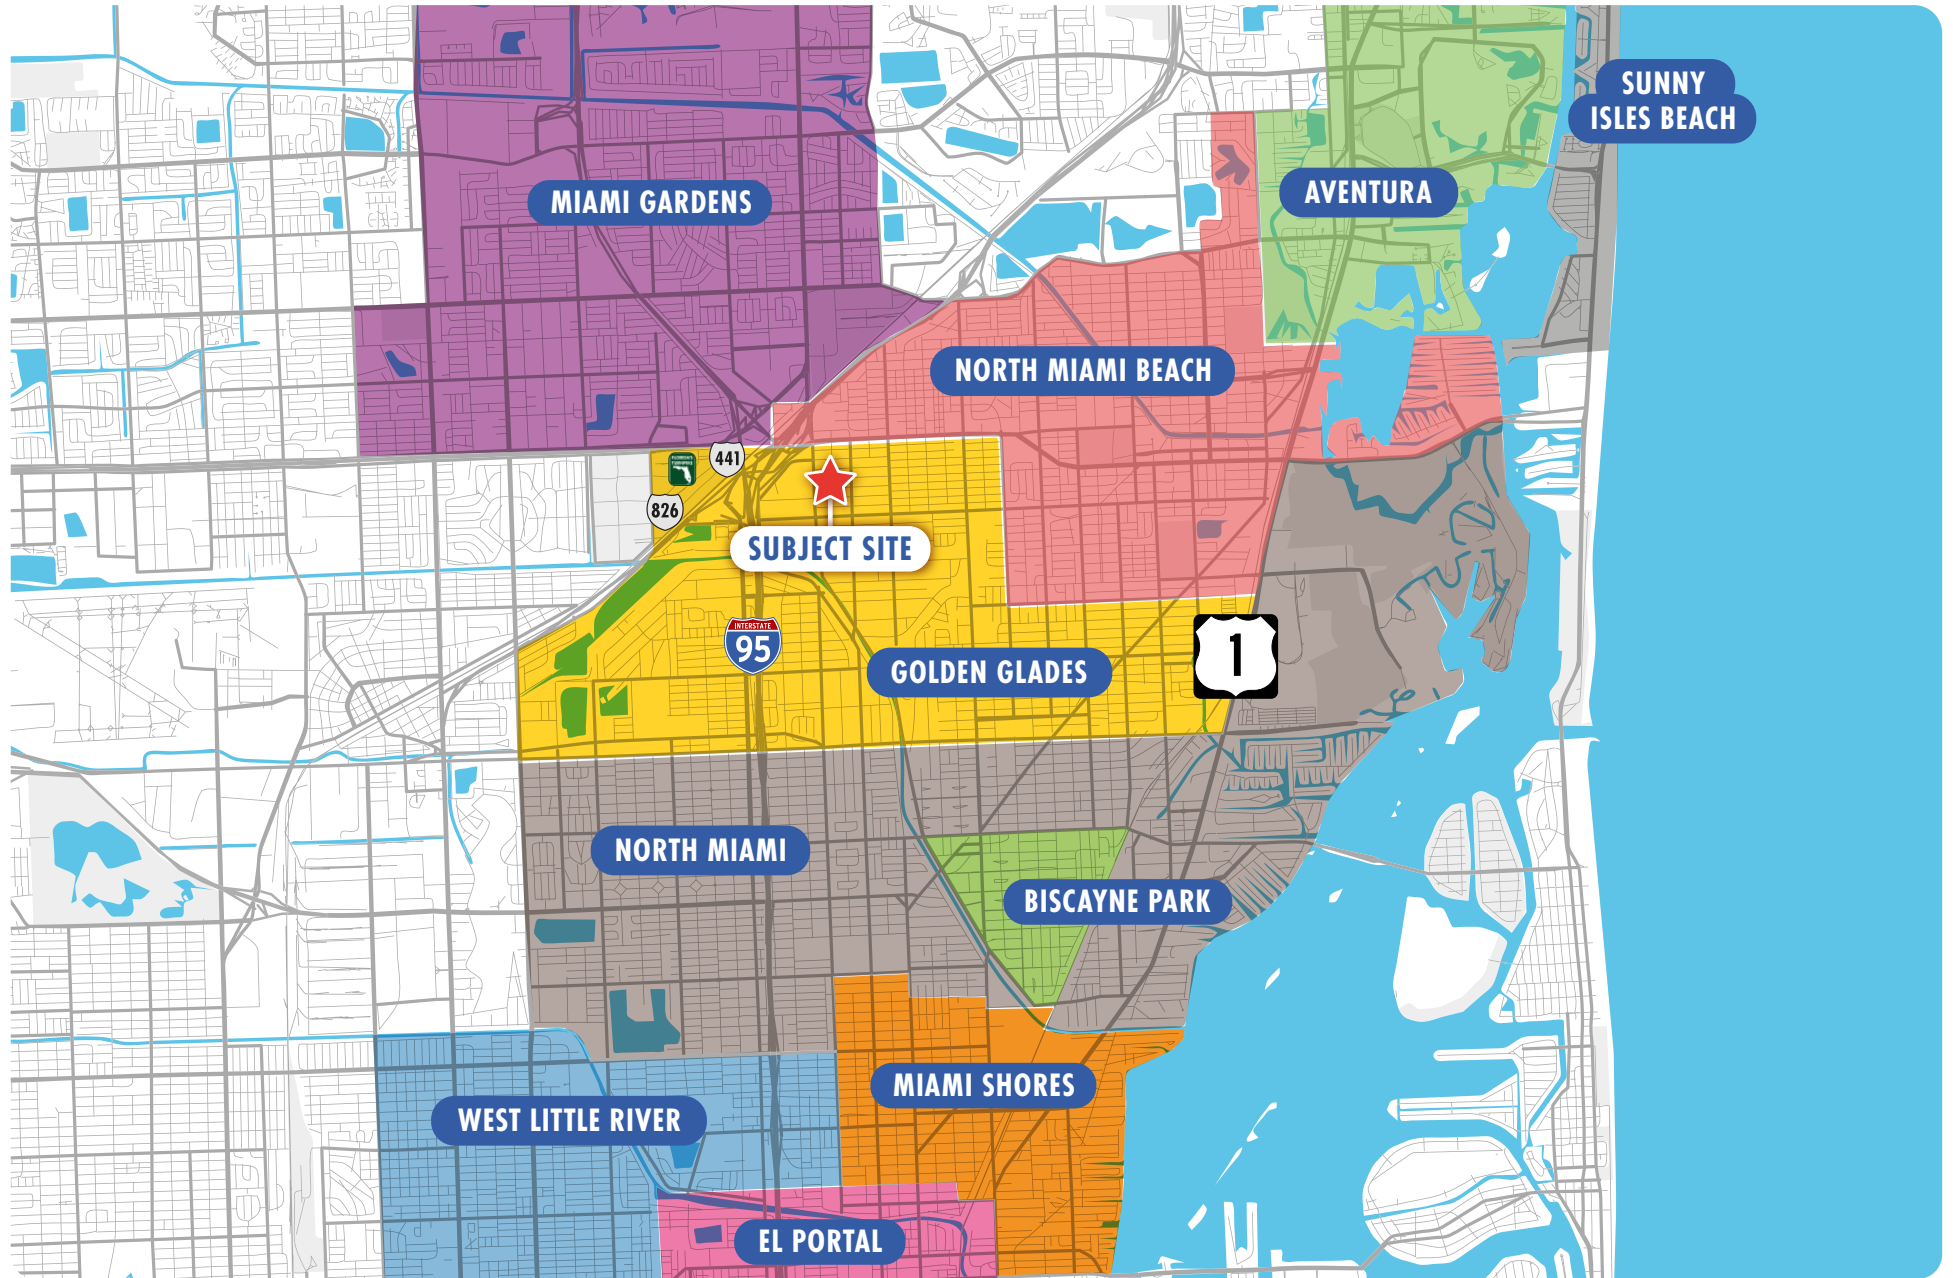 SUNNY
ISLES BEACH
MIAMI GARDENS
AVENTURA
NORTH MIAMI BEACH
441
826
SUBJECT SITE
INTERSTATE
95
GOLDEN GLADES
1
NORTH MIAMI
BISCAYNE PARK
MIAMI SHORES
WEST LITTLE RIVER
EL PORTAL